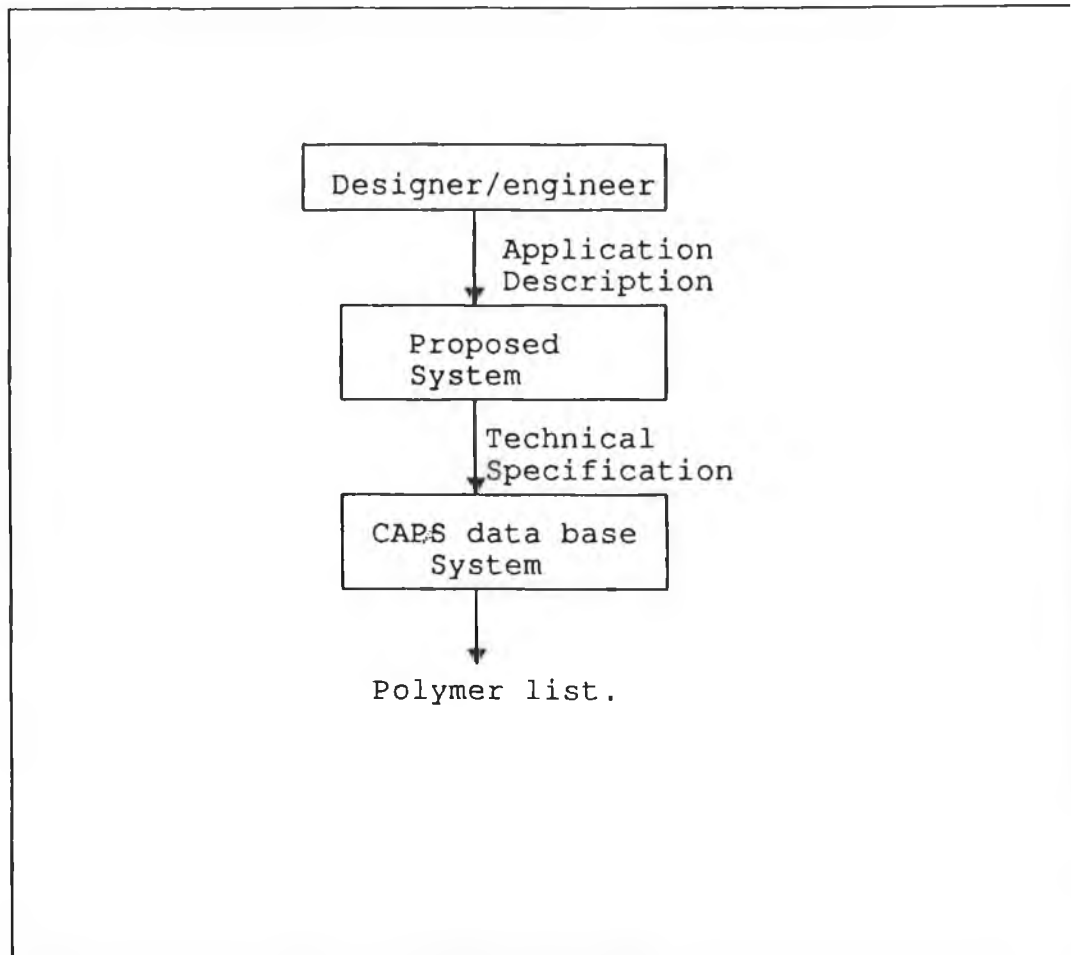 Designer/engineer
Application
Description
Proposed
System
Technical
Specification
CAPS data base
System
Polymer list.